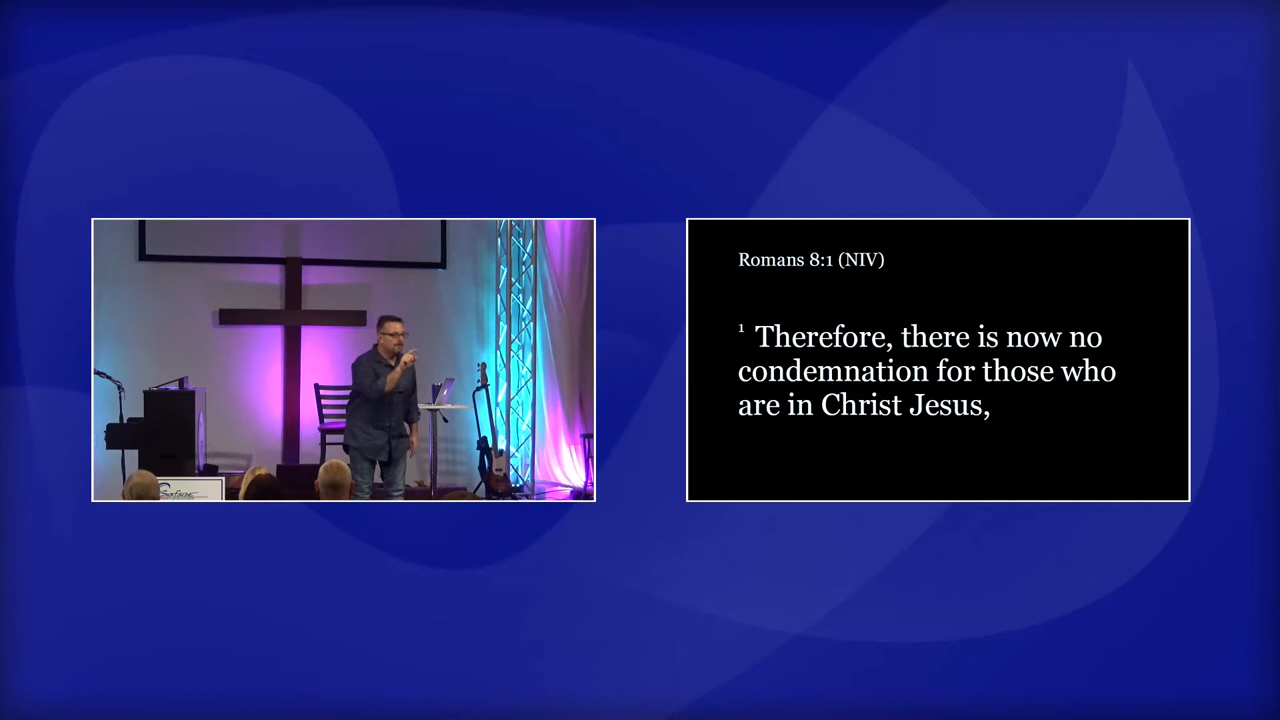 Romans 8:1 (NIV)
1 Therefore, there is now no
condemnation for those who
are in Christ Jesus,